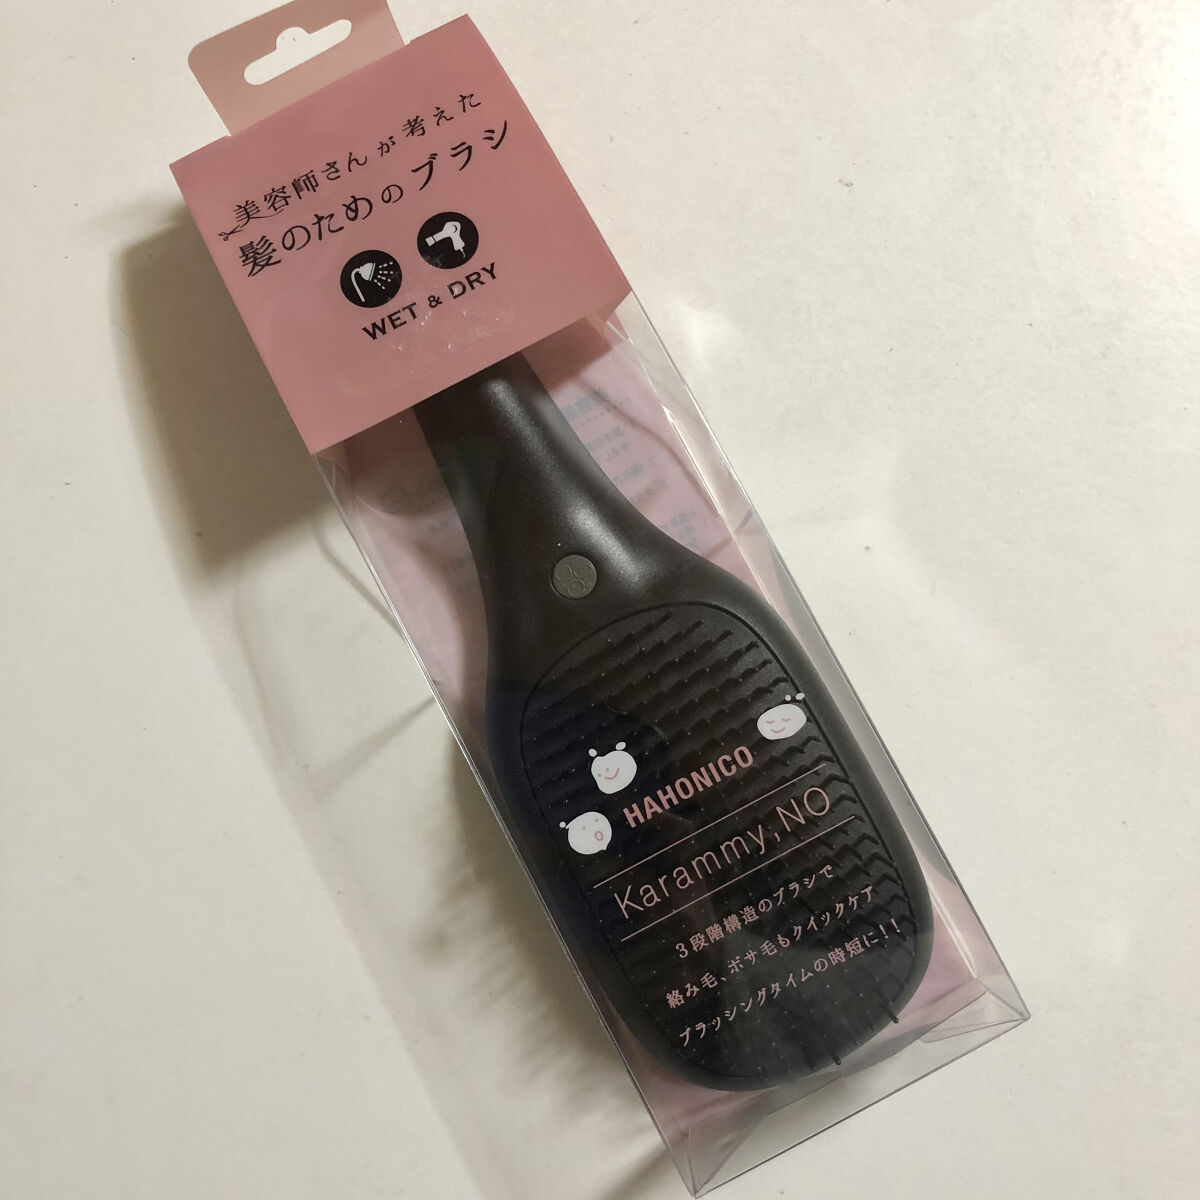 美容師さんが考えた
髪のためのブラシ
WET & DRY
HAHONICO
Karammy,NO
3段階構造のブラシで
絡み毛、ボサ毛もクイックケア
ブラッシングタイムの時短に!!